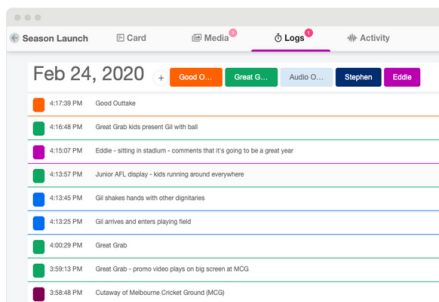 Season Launch Card Media 1 Logs Activity
Feb 24, 2020 + Good O... Great G... Audio O... Stephen Eddie
4:17:39 PM Good Outtake
4:16:48 PM Great Grab kids present Gil with ball
4:15:07 PM Eddie - sitting in stadium - comments that it's going to be a great year
4:13:57 PM Junior AFL display - kids running around everywhere
4:13:45 PM Gil shakes hands with other dignitaries
4:13:25 PM Gil arrives and enters playing field
4:00:29 PM Great Grab
3:59:13 PM Great Grab - promo video plays on big screen at MCG
3:58:48 PM Cutaway of Melbourne Cricket Ground (MCG)